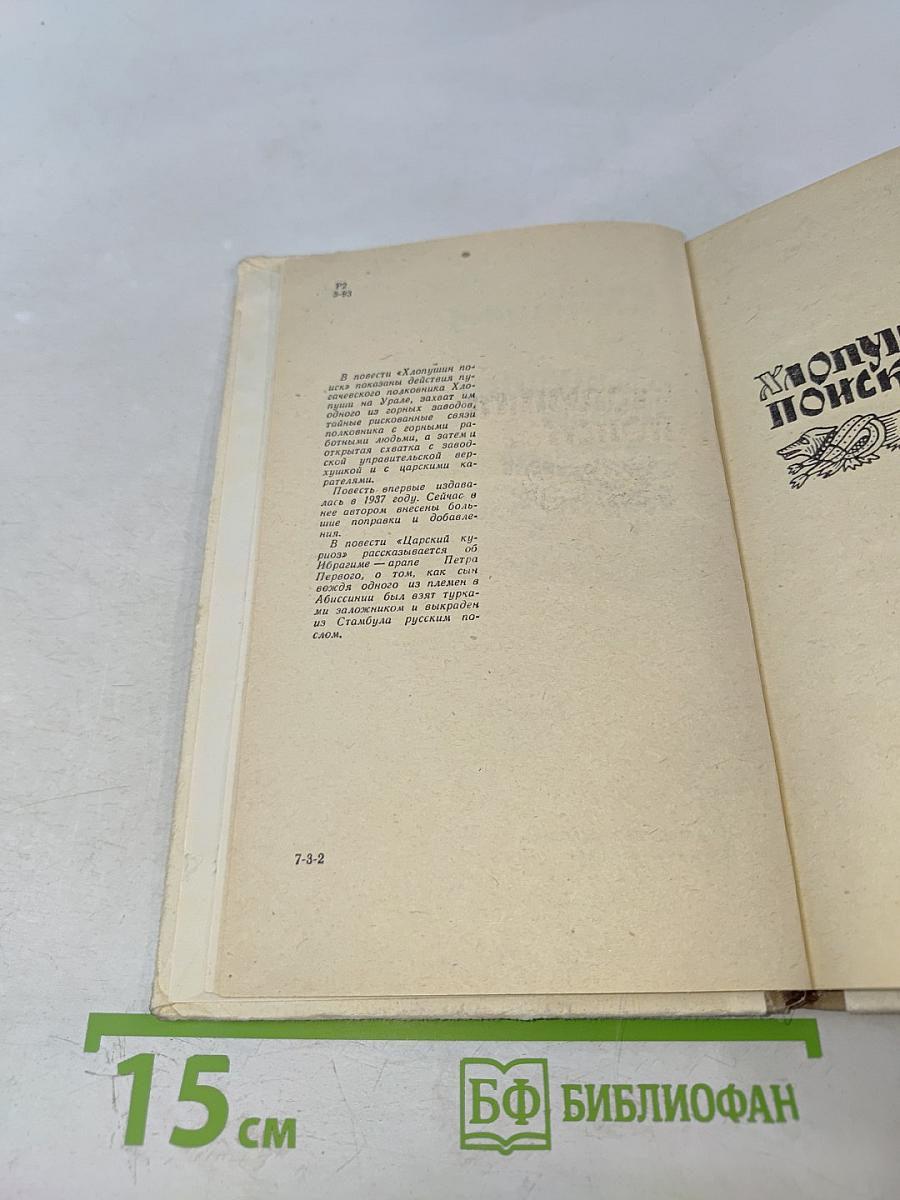 Р2
З-93
В повести «Хлопушин по-
иск» показаны действия пу-
гачевского полковника Хло-
пуши на Урале, захват им
одного из горных заводов,
тайные рискованные связи
полковника с горными ра-
ботными людьми, а затем и
открытая схватка с завод-
ской управительской вер-
хушкой и с царскими ка-
рателями.
Повесть впервые издава-
лась в 1937 году. Сейчас в
нее автором внесены боль-
шие поправки и добавле-
ния.
В повести «Царский ку-
риоз» рассказывается об
Ибрагиме — арапе Петра
Первого, о том, как сын
вождя одного из племен в
Абиссинии был взят турка-
ми заложником и выкраден
из Стамбула русским по-
слом.
7-3-2
ХЛОПУШ
ПОИСК
15 см
БФ БИБЛИОФАН